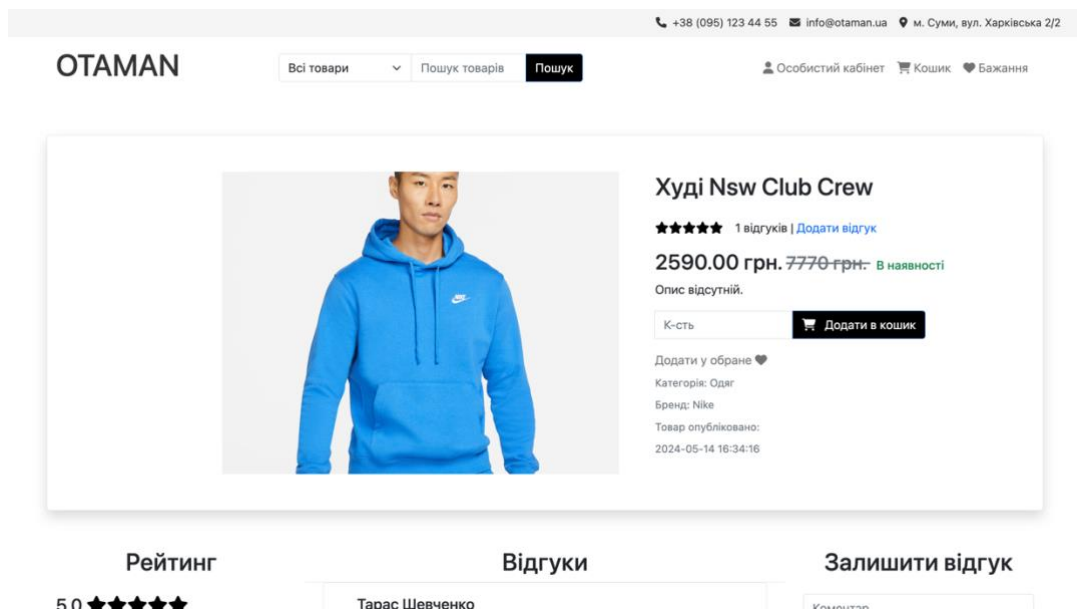 +38 (095) 123 44 55 info@otaman.ua м. Суми, вул. Харківська 2/2
OTAMAN Всі товари Пошук товарів Пошук Особистий кабінет Кошик Бажання
Худі Nsw Club Crew
1 відгуків | Додати відгук
2590.00 грн. 7770 грн. В наявності
Опис відсутній.
К-сть Додати в кошик
Додати у обране
Категорія: Одяг
Бренд: Nike
Товар опубліковано:
2024-05-14 16:34:16
Рейтинг Відгуки Залишити відгук
5.0 Тарас Шевченко Коментар